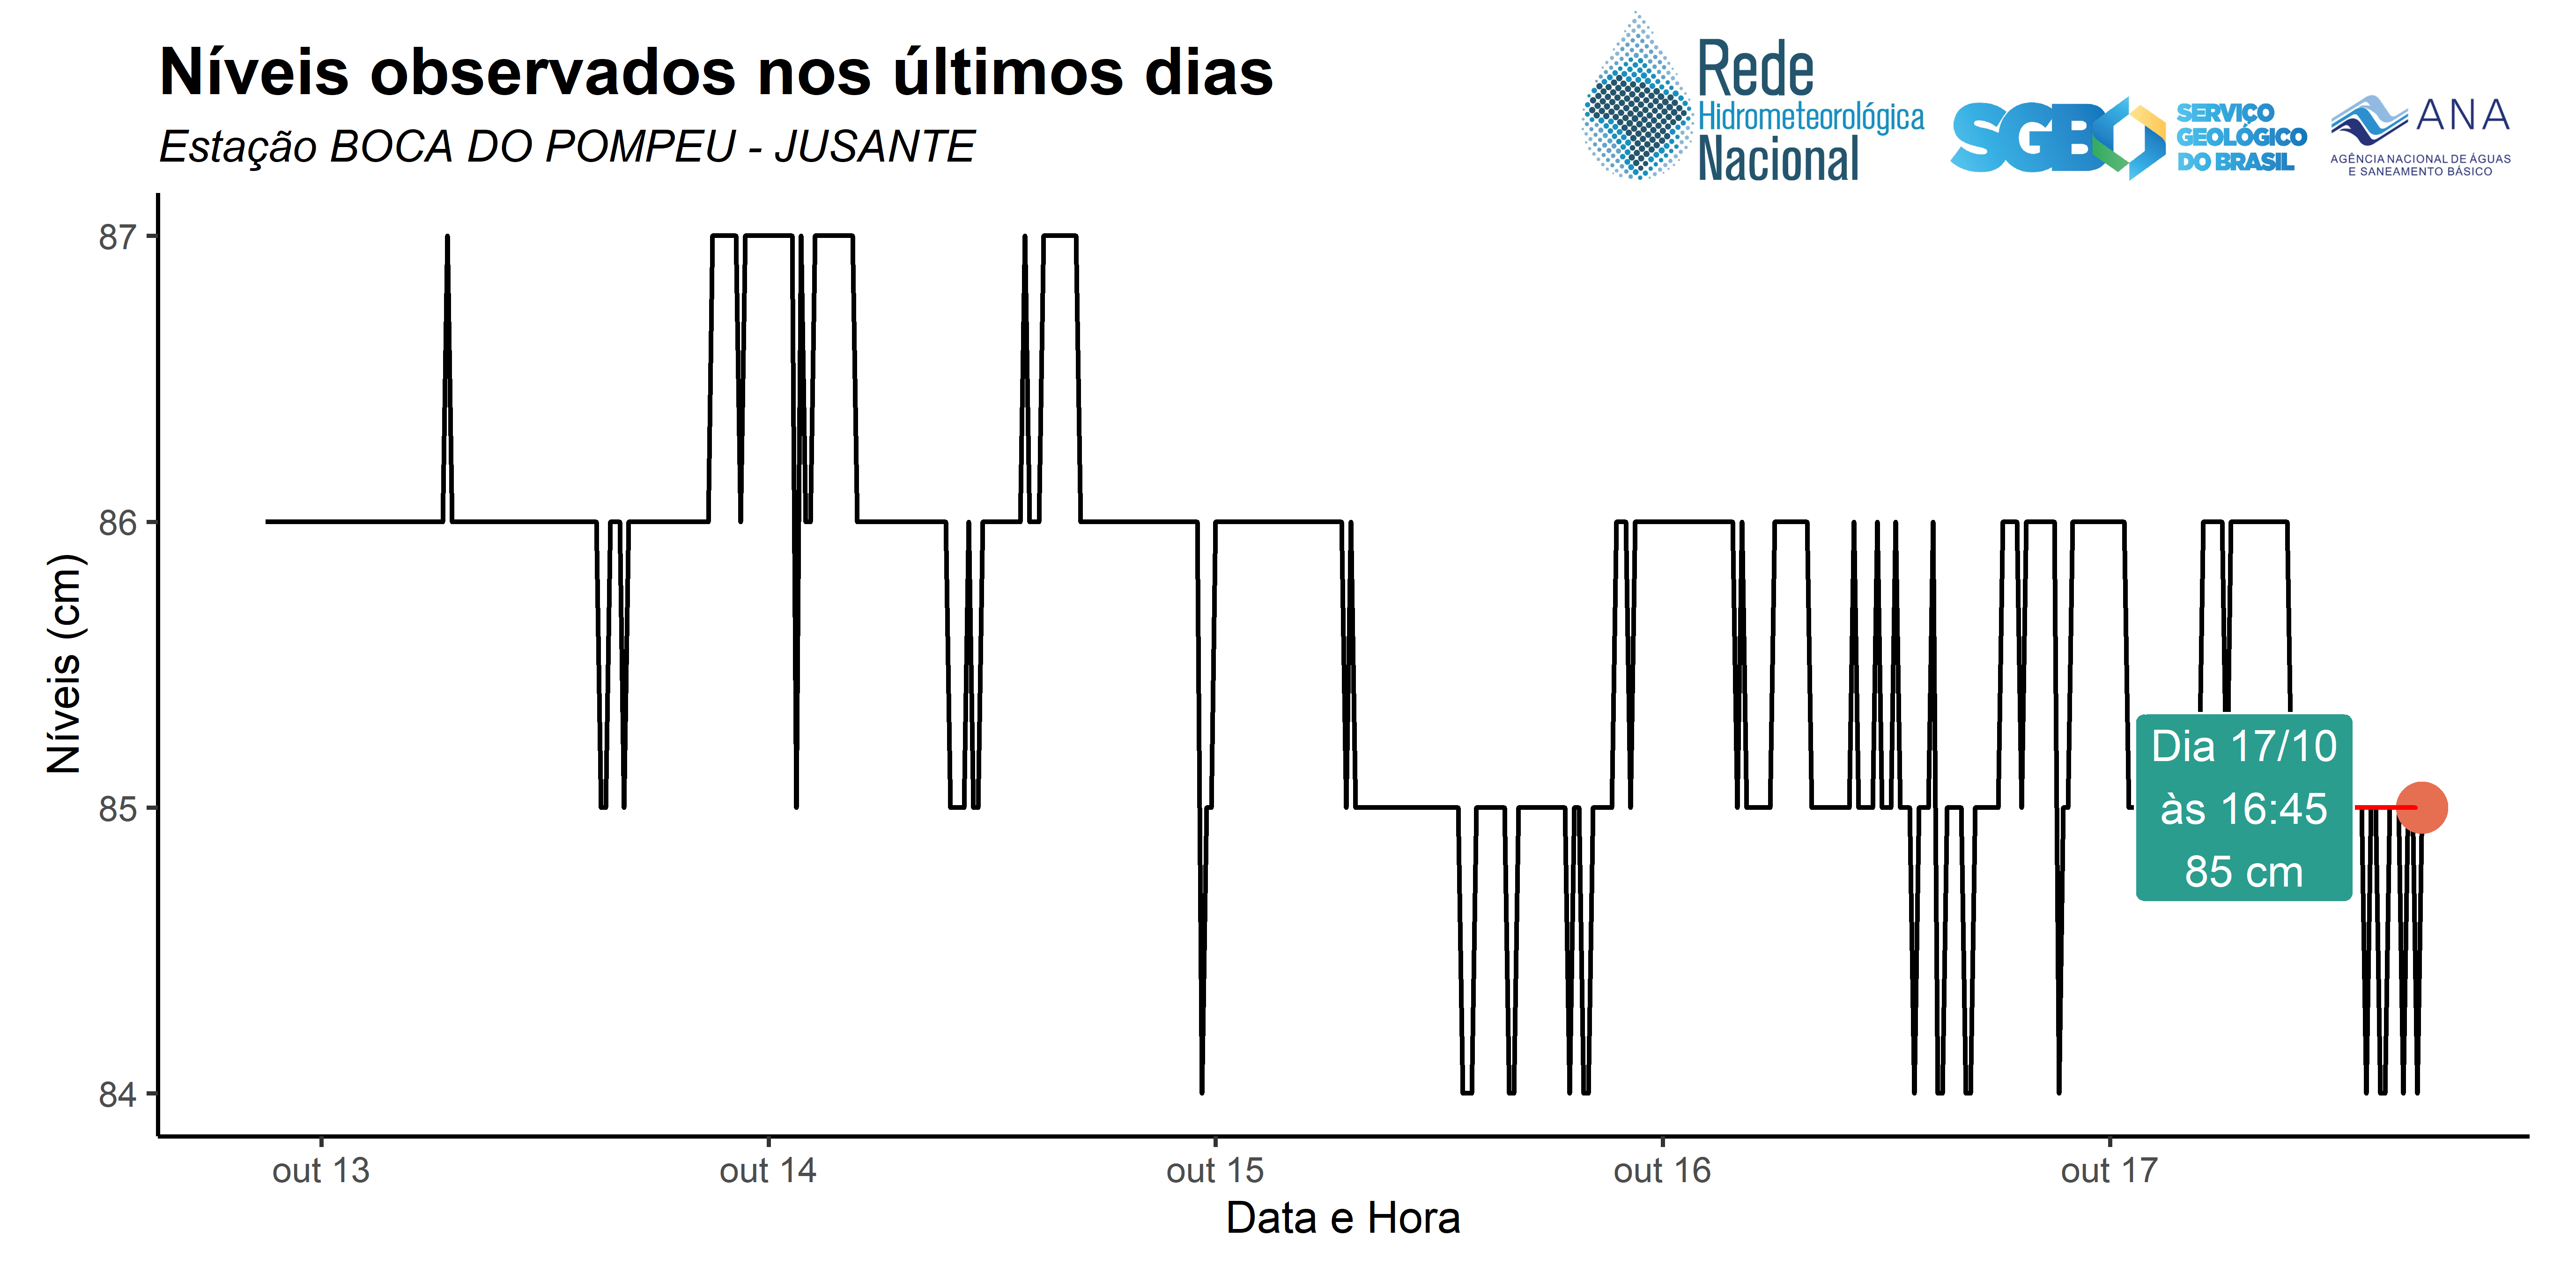 Níveis observados nos últimos dias
Estação BOCA DO POMPEU - JUSANTE
Rede
Hidrometeorológica
Nacional
SGB
SERVIÇO
GEOLÓGICO
DO BRASIL
ANA
AGÊNCIA NACIONAL DE ÁGUAS
E SANEAMENTO BÁSICO
Níveis (cm)
87
86
85
84
Dia 17/10
às 16:45
85 cm
out 13
out 14
out 15
out 16
out 17
Data e Hora